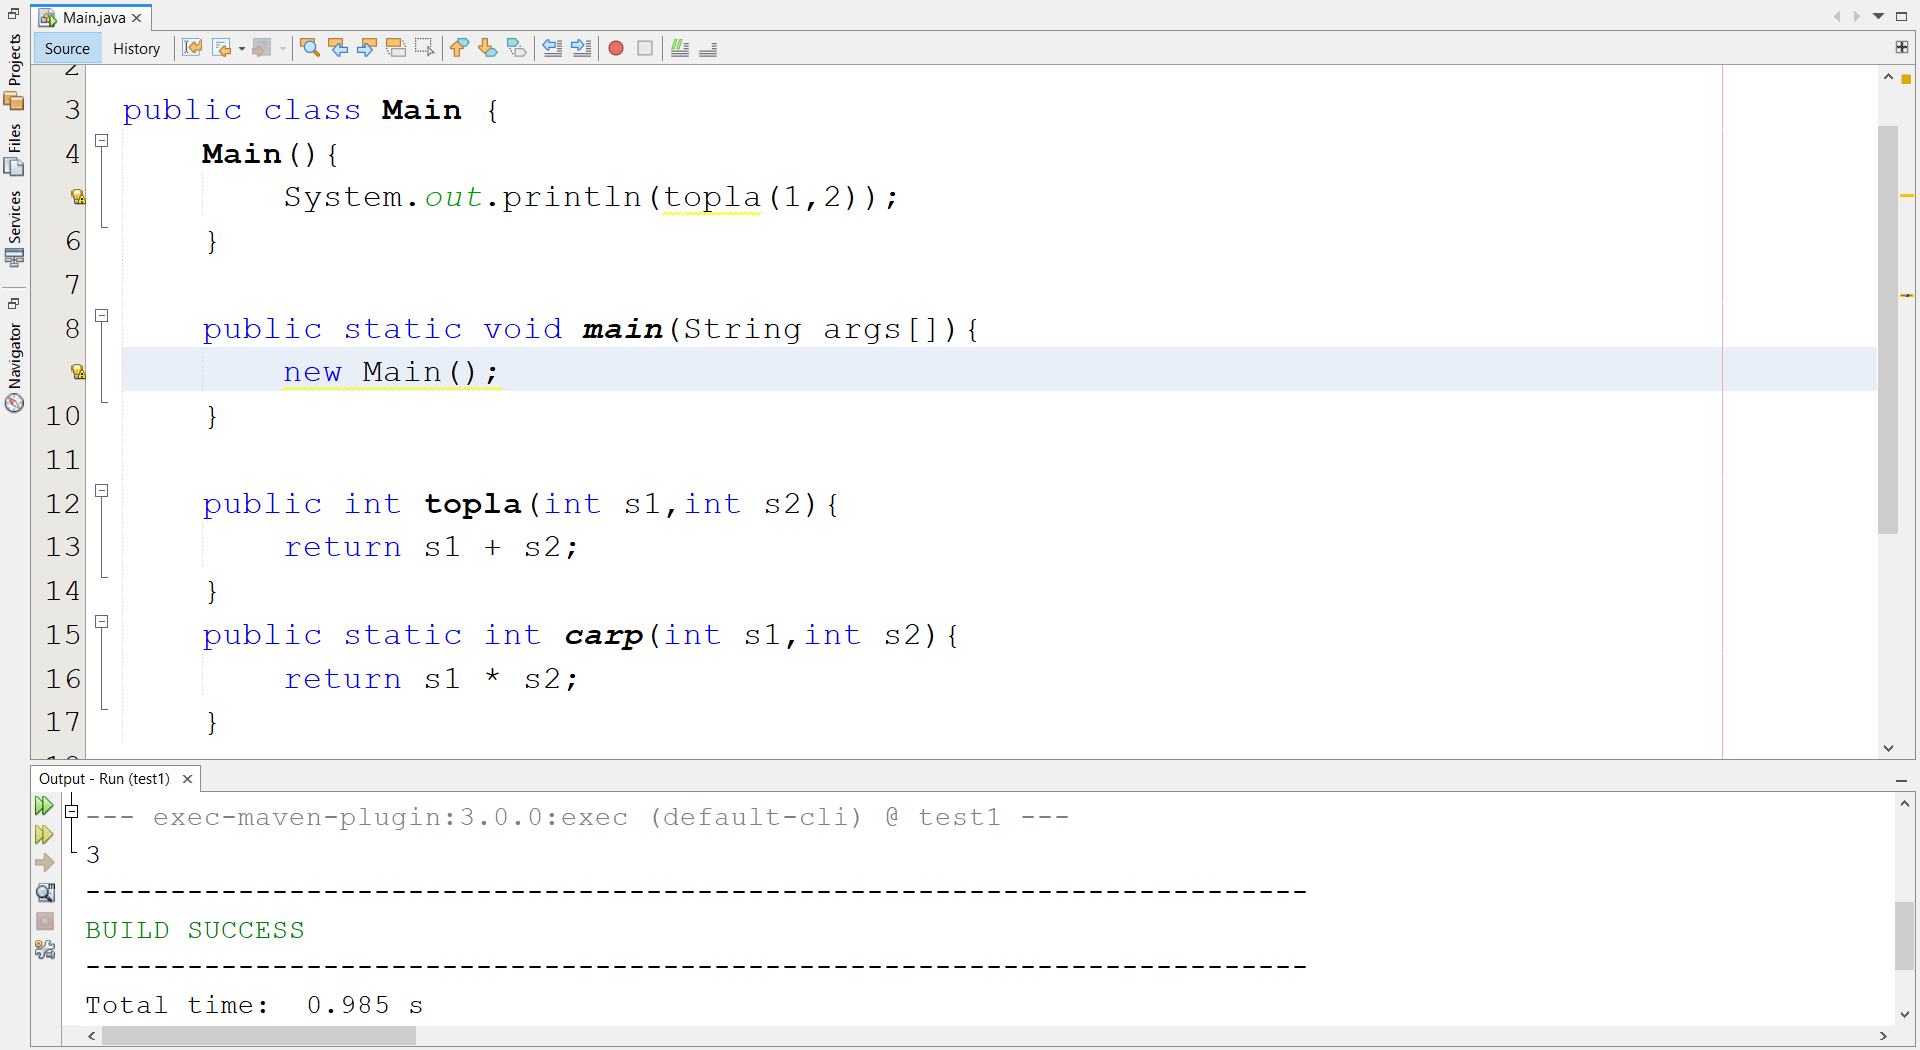 Main.java
Source History
Projects
Files
Services
Navigator
2
3 public class Main {
4 Main(){
System.out.println(topla(1,2));
6 }
7
8 public static void main(String args[]){
new Main();
10 }
11
12 public int topla(int s1,int s2){
13 return s1 + s2;
14 }
15 public static int carp(int s1,int s2){
16 return s1 * s2;
17 }
Output - Run (test1)
--- exec-maven-plugin:3.0.0:exec (default-cli) @ test1 ---
3
------------------------------------------------------------------------
BUILD SUCCESS
------------------------------------------------------------------------
Total time:  0.985 s